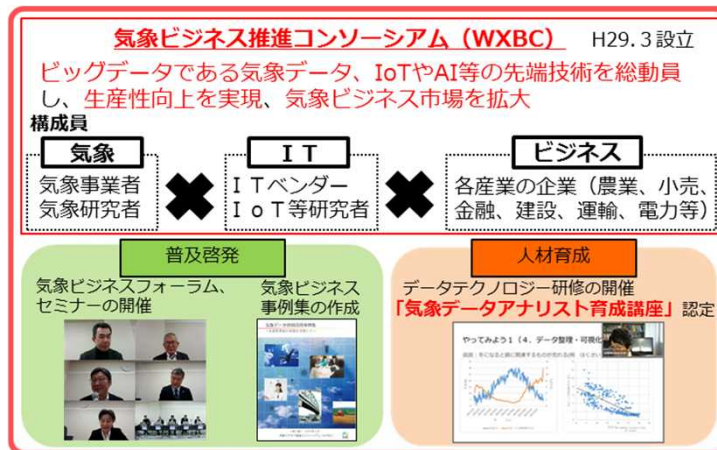 気象ビジネス推進コンソーシアム（WXBC） H29.3設立
ビッグデータである気象データ、IoTやAI等の先端技術を総動員
し、生産性向上を実現、気象ビジネス市場を拡大
構成員
気象
気象事業者
気象研究者
ＩＴ
ＩＴベンダー
ＩｏＴ等研究者
ビジネス
各産業の企業（農業、小売、
金融、建設、運輸、電力等）
普及啓発
気象ビジネスフォーラム、
セミナーの開催
気象ビジネス
事例集の作成
人材育成
データテクノロジー研修の開催
「気象データアナリスト育成講座」認定
やってみよう１（４．データ整理・可視化